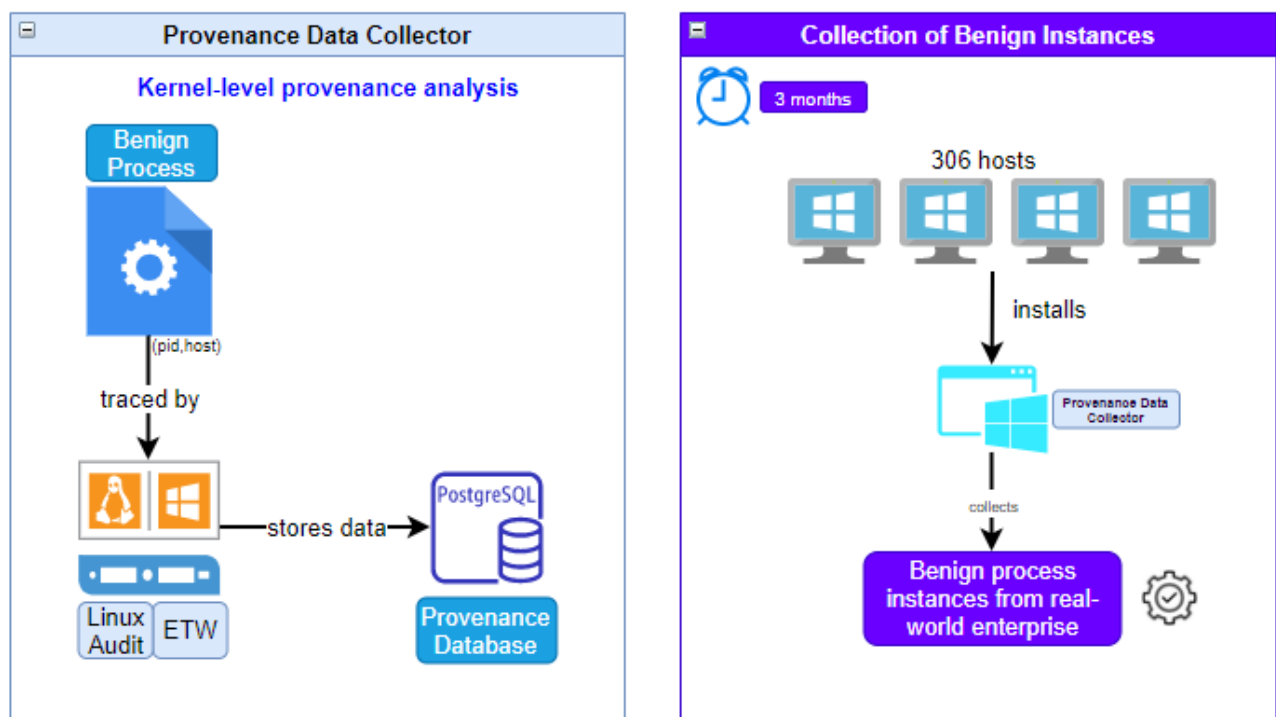 Provenance Data Collector
Kernel-level provenance analysis
Benign
Process
(pid,host)
traced by
stores data
PostgreSQL
Linux
Audit
ETW
Provenance
Database
Collection of Benign Instances
3 months
306 hosts
installs
Provenance Data
Collector
collects
Benign process
instances from real-
world enterprise